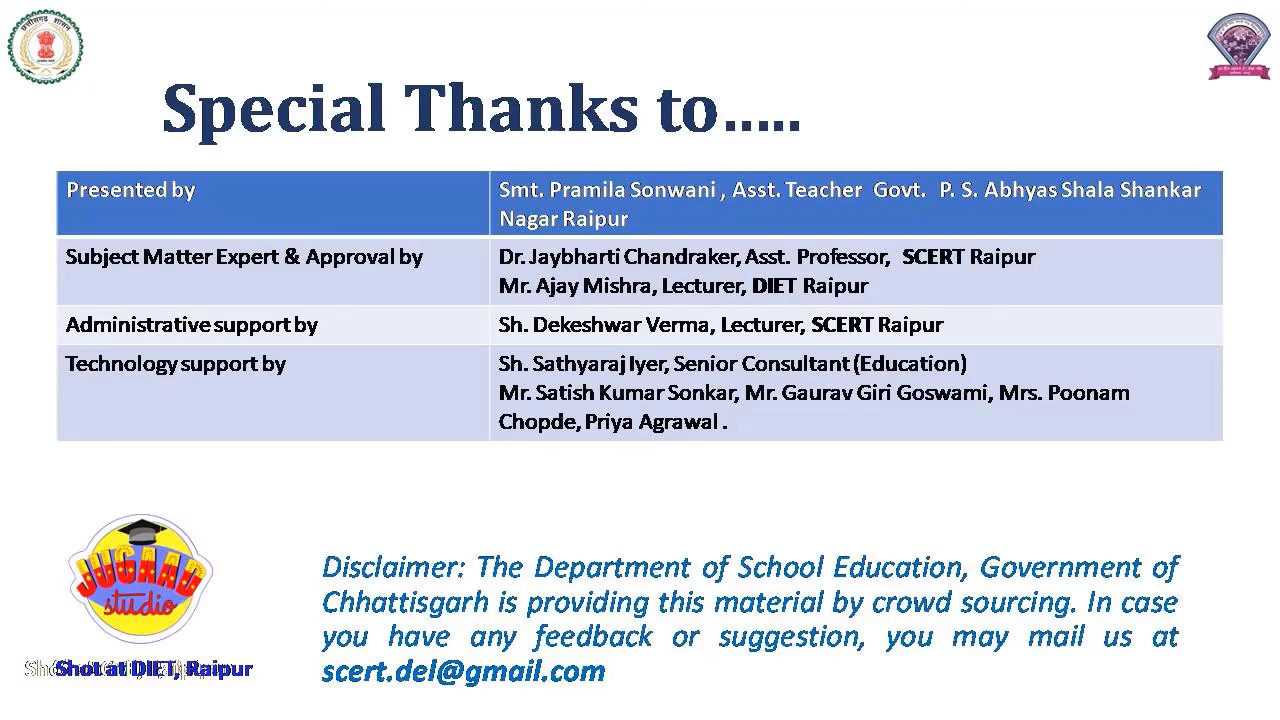 छत्तीसगढ़ शासन
Special Thanks to…..
Presented by
Smt. Pramila Sonwani , Asst. Teacher Govt. P. S. Abhyas Shala Shankar
Nagar Raipur
Subject Matter Expert & Approval by
Dr. Jaybharti Chandraker, Asst. Professor, SCERT Raipur
Mr. Ajay Mishra, Lecturer, DIET Raipur
Administrative support by
Sh. Dekeshwar Verma, Lecturer, SCERT Raipur
Technology support by
Sh. Sathyaraj Iyer, Senior Consultant (Education)
Mr. Satish Kumar Sonkar, Mr. Gaurav Giri Goswami, Mrs. Poonam
Chopde, Priya Agrawal .
JUGAAD
studio
Shot at DIET, Raipur
Disclaimer: The Department of School Education, Government of
Chhattisgarh is providing this material by crowd sourcing. In case
you have any feedback or suggestion, you may mail us at
scert.del@gmail.com